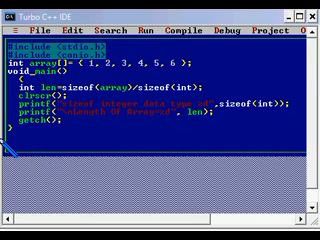 Turbo C++ IDE
≡ File Edit Search Run Compile Debug Project O
#include <stdio.h>
#include <conio.h>
int array[]= { 1, 2, 3, 4, 5, 6 };
void main()
{
int len=sizeof(array)/sizeof(int);
clrscr();
printf("sizeof integer data type %d",sizeof(int));
printf("\nLength Of Array=%d", len);
getch();
}